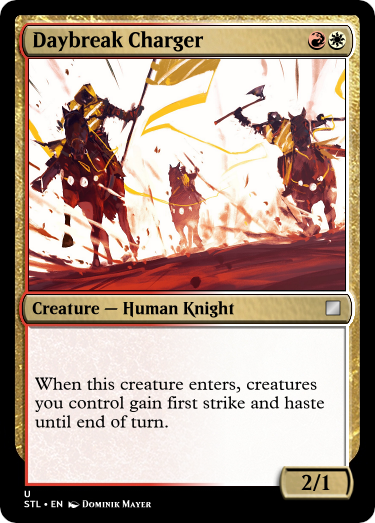 Daybreak Charger
Creature — Human Knight
When this creature enters, creatures
you control gain first strike and haste
until end of turn.
2/1
U
STL • EN Dominik Mayer